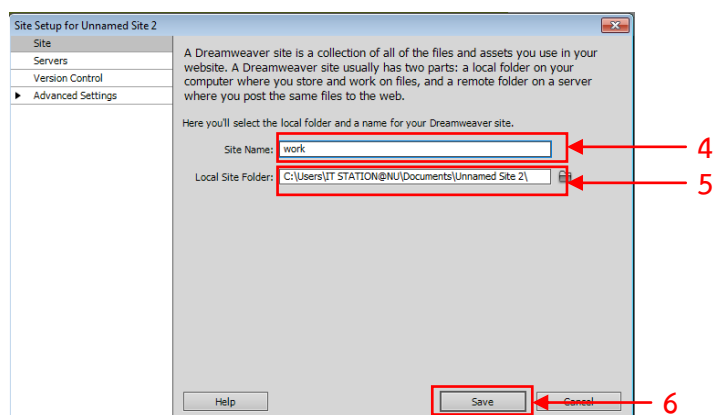 Site Setup for Unnamed Site 2
Site
Servers
Version Control
Advanced Settings
A Dreamweaver site is a collection of all of the files and assets you use in your
website. A Dreamweaver site usually has two parts: a local folder on your
computer where you store and work on files, and a remote folder on a server
where you post the same files to the web.
Here you'll select the local folder and a name for your Dreamweaver site.
Site Name: work
4
Local Site Folder: C:\Users\IT STATION@NU\Documents\Unnamed Site 2\
5
Help
Save
Cancel
6